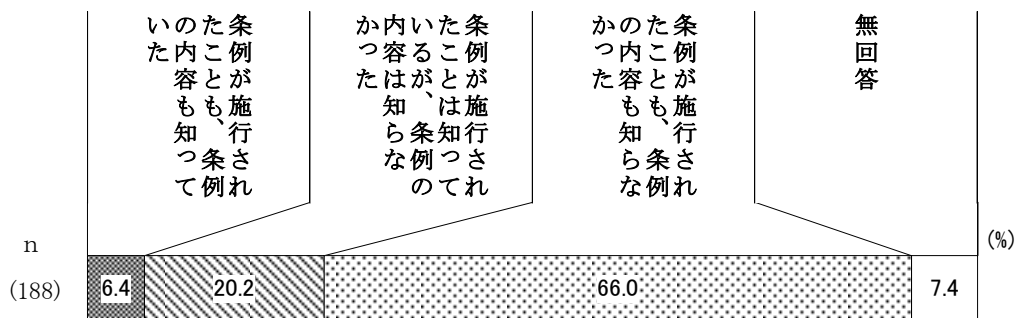 条例が施行され
たことも、条例
の内容も知って
いた
条例が施行され
たことは知って
いるが、条例の
内容は知らな
かった
条例が施行され
たことも、条例
の内容も知らな
かった
無回答
n
(%)
(188)
6.4
20.2
66.0
7.4